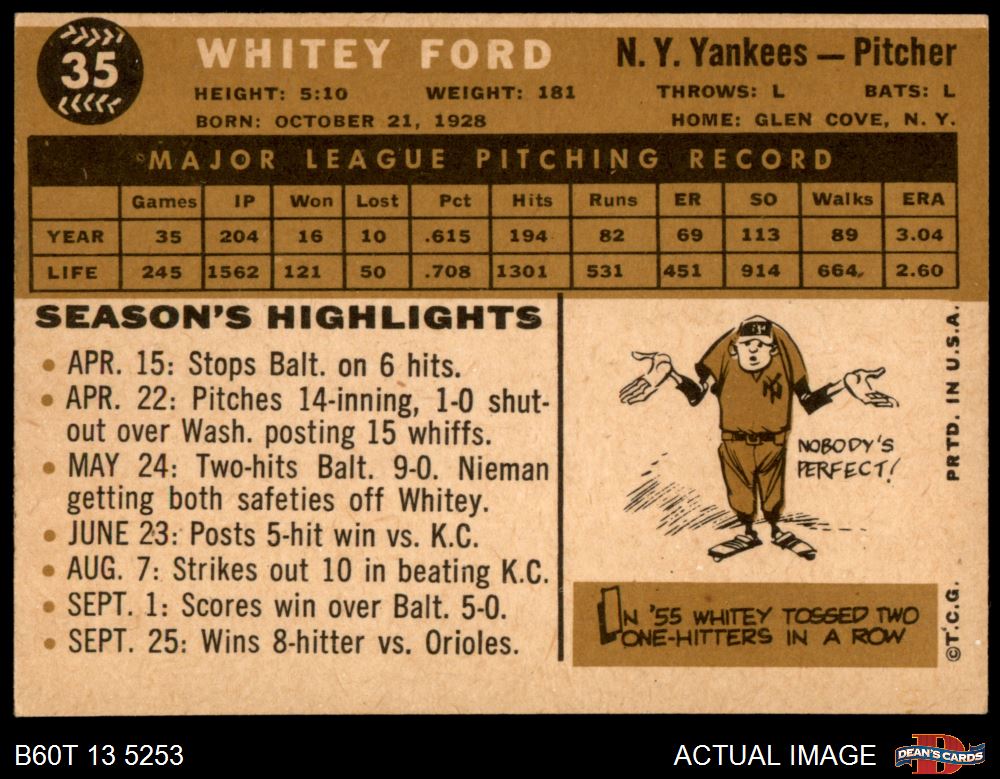 35
WHITEY FORD
N. Y. Yankees — Pitcher
HEIGHT: 5:10 WEIGHT: 181 THROWS: L BATS: L
BORN: OCTOBER 21, 1928 HOME: GLEN COVE, N. Y.
MAJOR LEAGUE PITCHING RECORD
Games IP Won Lost Pct Hits Runs ER SO Walks ERA
YEAR 35 204 16 10 .615 194 82 69 113 89 3.04
LIFE 245 1562 121 50 .708 1301 531 451 914 664 2.60
SEASON'S HIGHLIGHTS
• APR. 15: Stops Balt. on 6 hits.
• APR. 22: Pitches 14-inning, 1-0 shut-
out over Wash. posting 15 whiffs.
• MAY 24: Two-hits Balt. 9-0. Nieman
getting both safeties off Whitey.
• JUNE 23: Posts 5-hit win vs. K.C.
• AUG. 7: Strikes out 10 in beating K.C.
• SEPT. 1: Scores win over Balt. 5-0.
• SEPT. 25: Wins 8-hitter vs. Orioles.
NY
NOBODY'S
PERFECT!
IN '55 WHITEY TOSSED TWO
ONE-HITTERS IN A ROW
©T.C.G. PRTD. IN U.S.A.
B60T 13 5253
ACTUAL IMAGE
D
DEAN'S CARDS